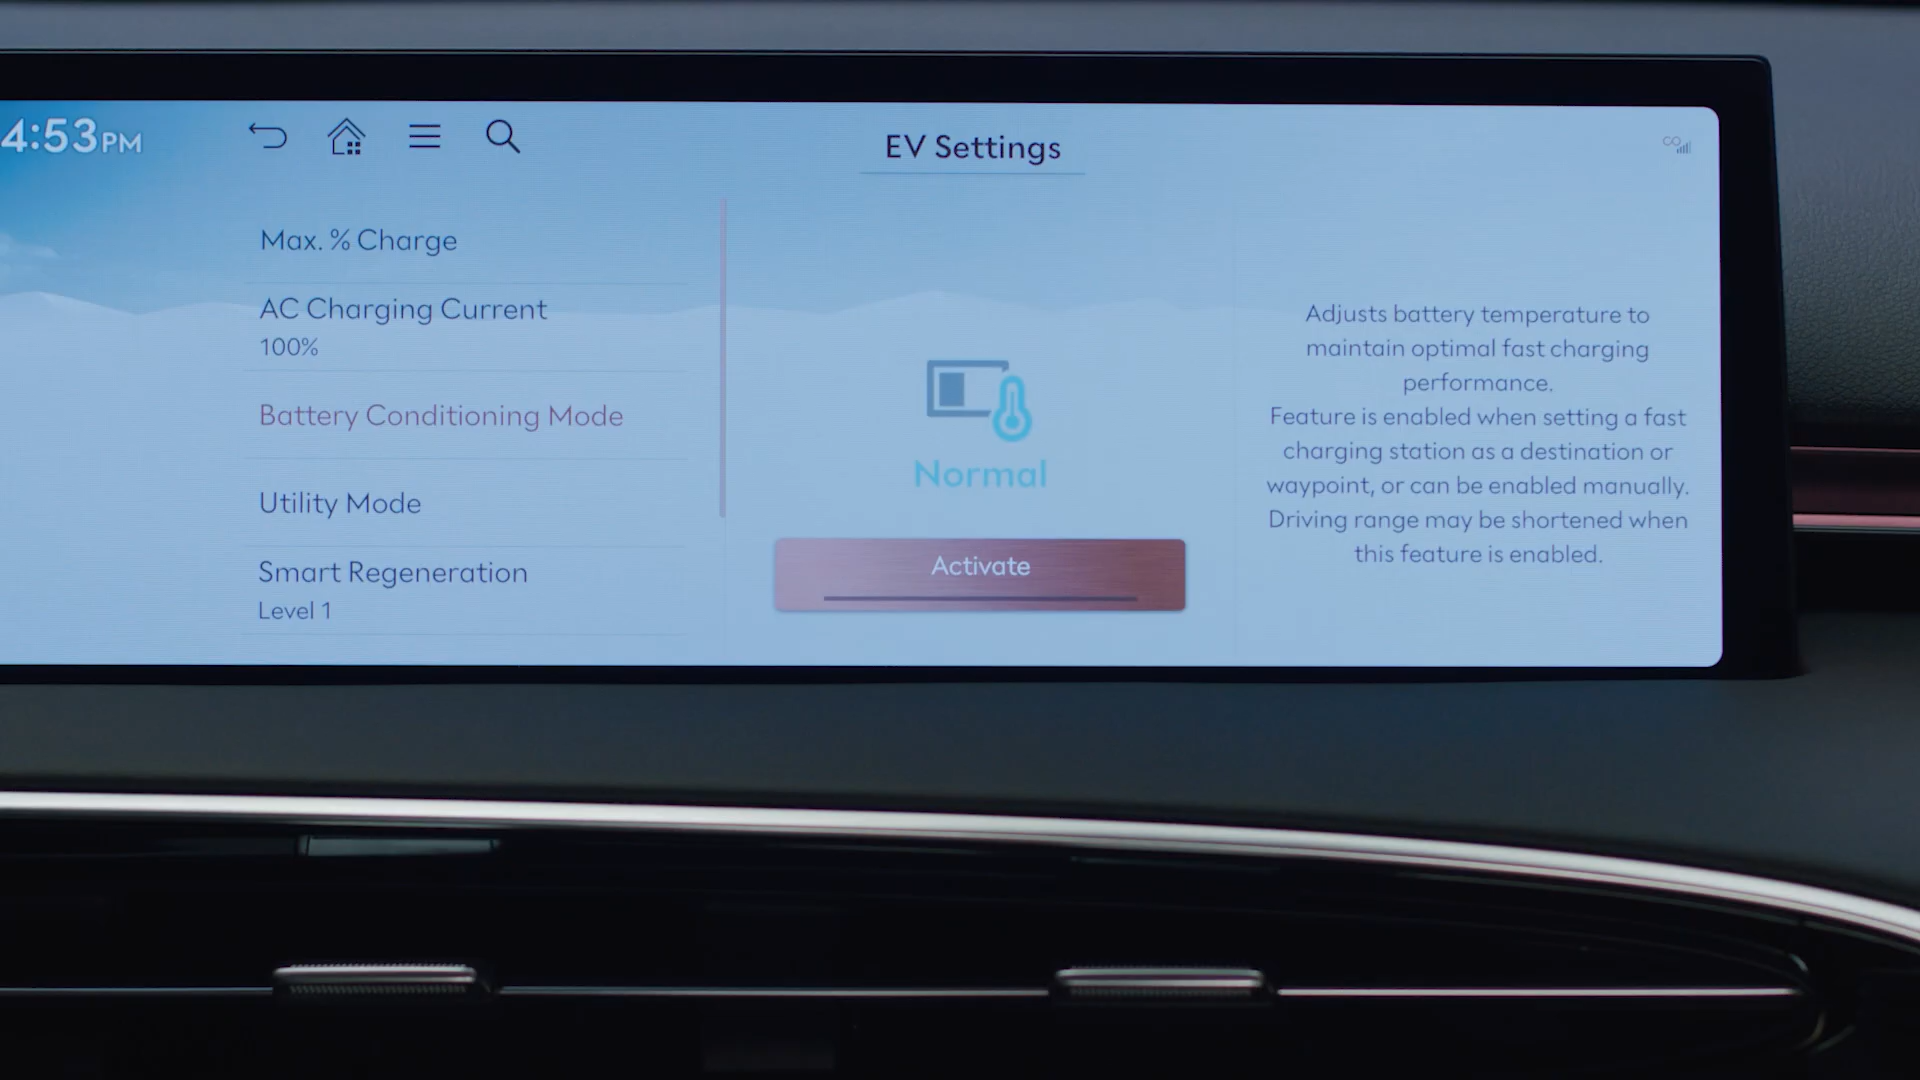 4:53PM
EV Settings
Max. % Charge
AC Charging Current
100%
Battery Conditioning Mode
Utility Mode
Smart Regeneration
Level 1
Normal
Activate
Adjusts battery temperature to
maintain optimal fast charging
performance.
Feature is enabled when setting a fast
charging station as a destination or
waypoint, or can be enabled manually.
Driving range may be shortened when
this feature is enabled.